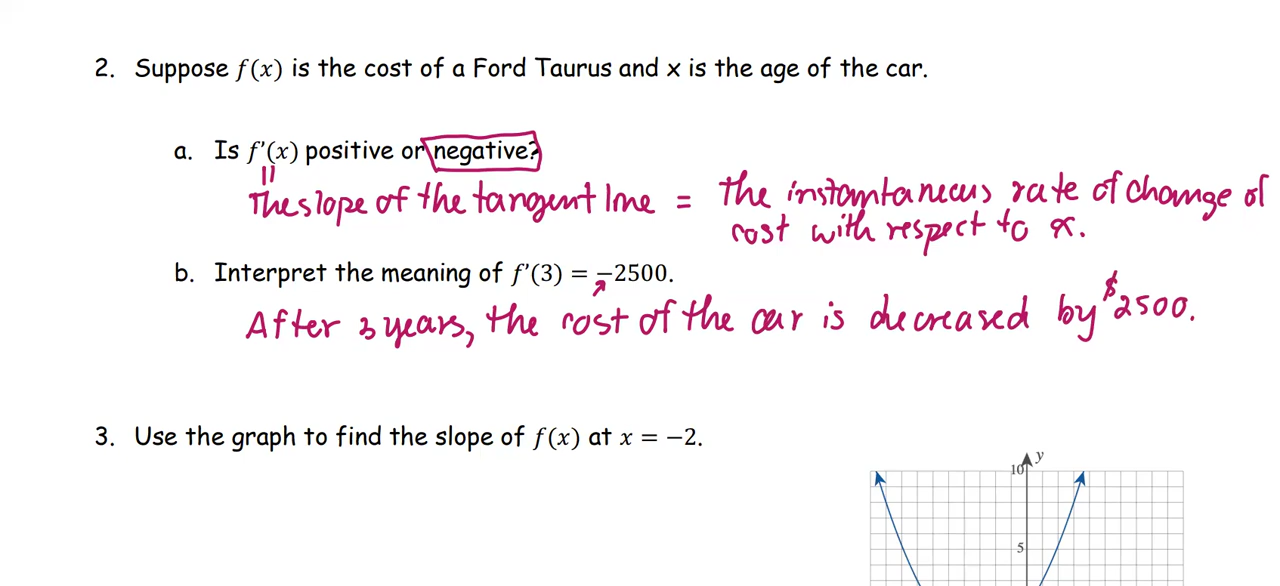 2. Suppose f(x) is the cost of a Ford Taurus and x is the age of the car.
a. Is f'(x) positive or negative?
The slope of the tangent line = the instantaneous rate of change of
cost with respect to x.
b. Interpret the meaning of f'(3) = −2500.
After 3 years, the cost of the car is decreased by $2500.
3. Use the graph to find the slope of f(x) at x = −2.
10 y
5